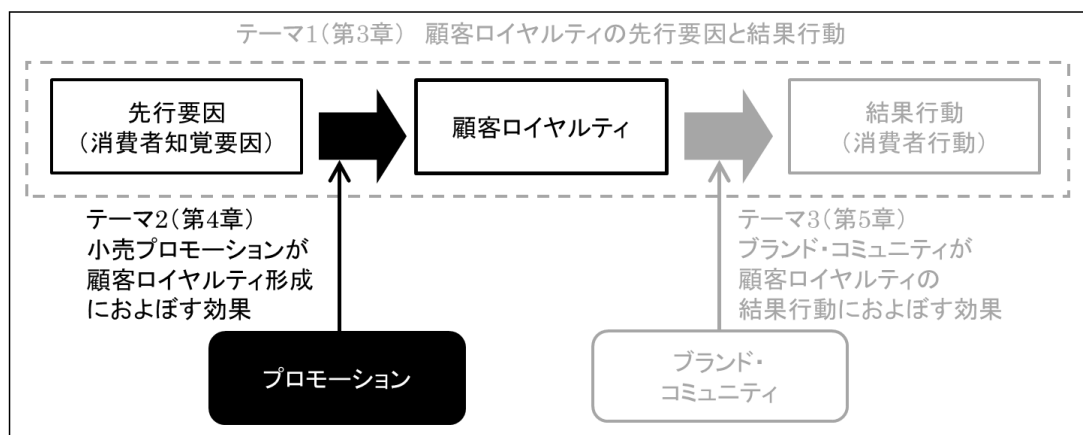 テーマ1(第3章) 顧客ロイヤルティの先行要因と結果行動
先行要因
(消費者知覚要因)
顧客ロイヤルティ
結果行動
(消費者行動)
テーマ2(第4章)
小売プロモーションが
顧客ロイヤルティ形成
におよぼす効果
テーマ3(第5章)
ブランド・コミュニティが
顧客ロイヤルティの
結果行動におよぼす効果
プロモーション
ブランド・
コミュニティ